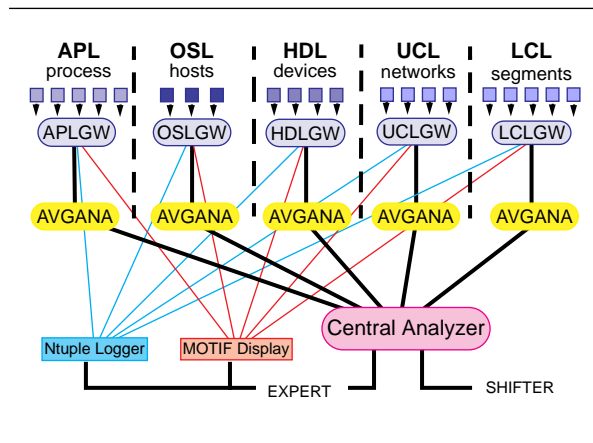 APL OSL HDL UCL LCL
process hosts devices networks segments
APLGW OSLGW HDLGW UCLGW LCLGW
AVGANA AVGANA AVGANA AVGANA AVGANA
Central Analyzer
Ntuple Logger MOTIF Display
EXPERT SHIFTER